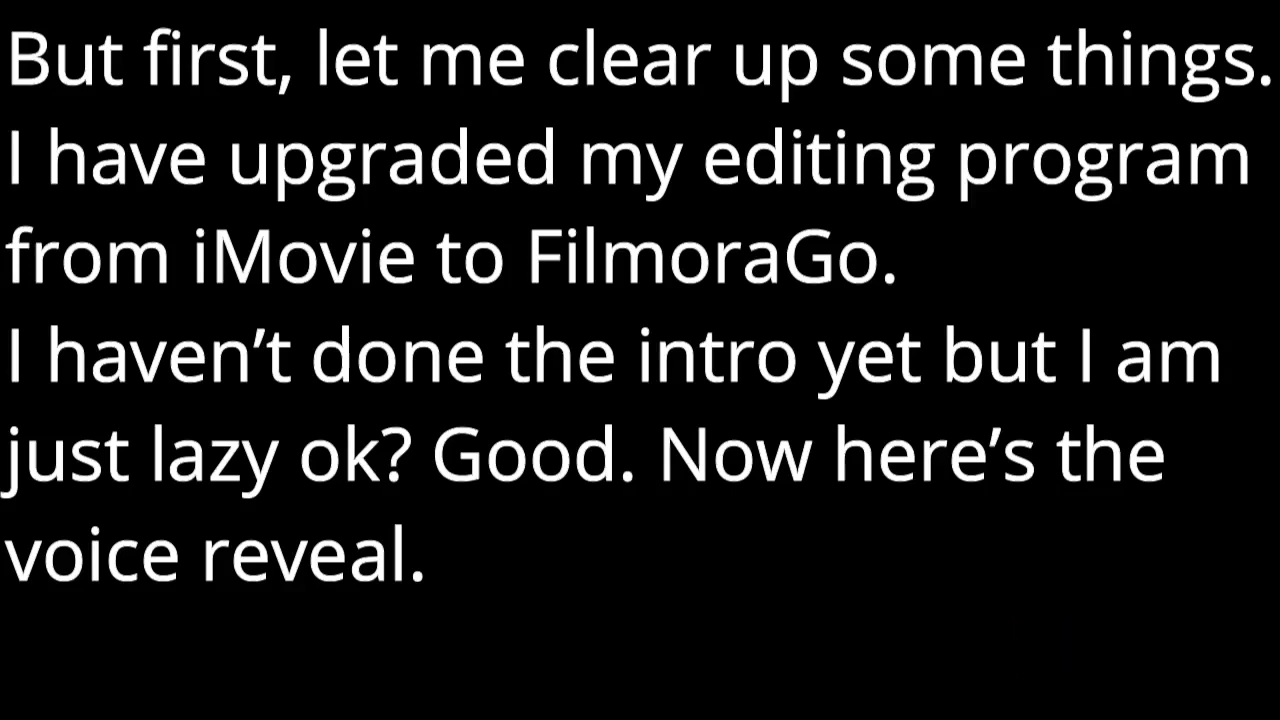 But first, let me clear up some things.
I have upgraded my editing program
from iMovie to FilmoraGo.
I haven’t done the intro yet but I am
just lazy ok? Good. Now here’s the
voice reveal.